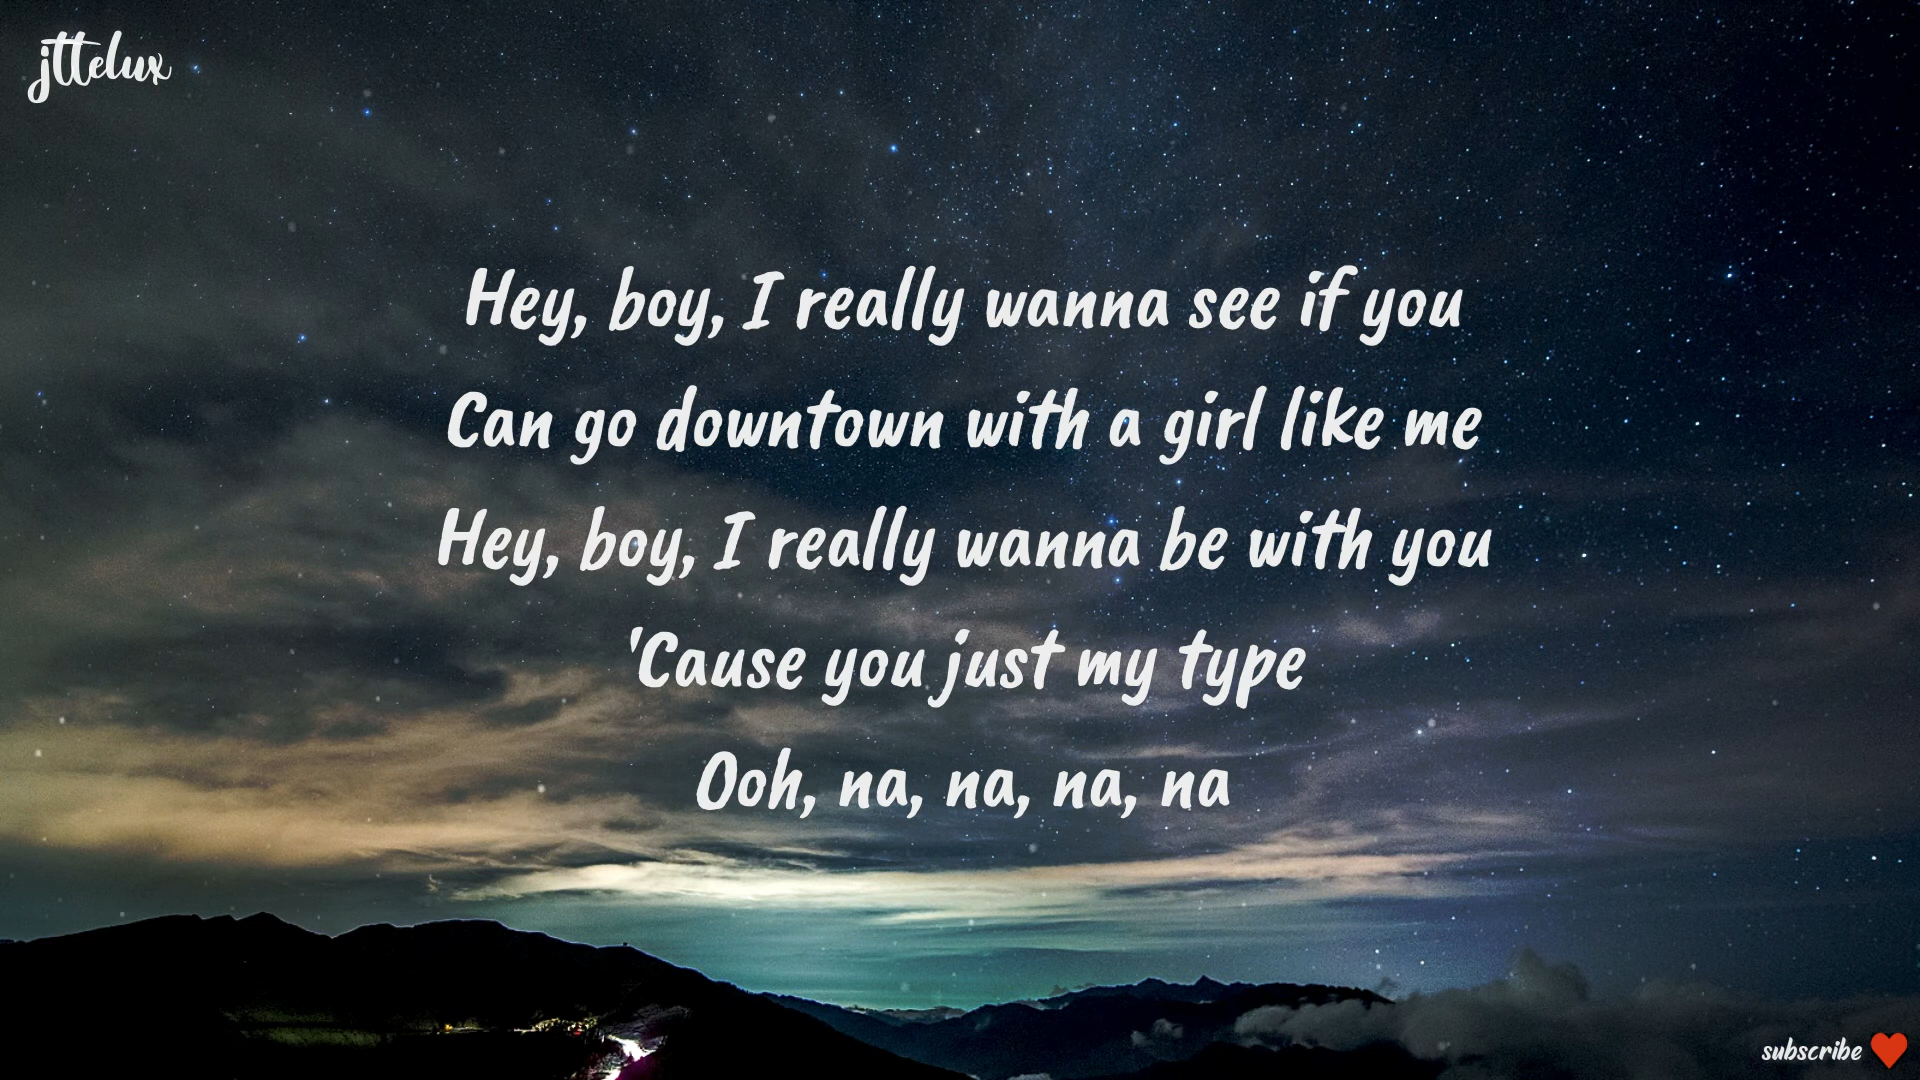 jttelux
Hey, boy, I really wanna see if you
Can go downtown with a girl like me
Hey, boy, I really wanna be with you
'Cause you just my type
Ooh, na, na, na, na
subscribe